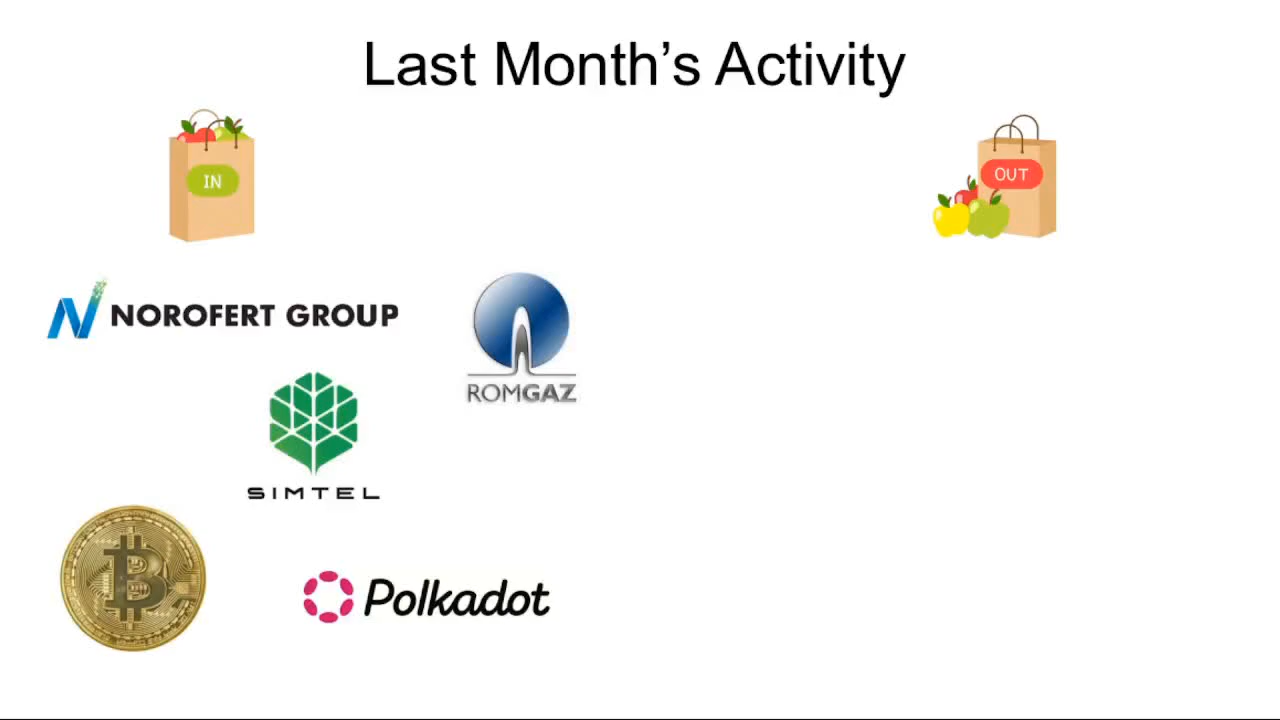 Last Month’s Activity
IN
OUT
NOROFERT GROUP
ROMGAZ
SIMTEL
Polkadot